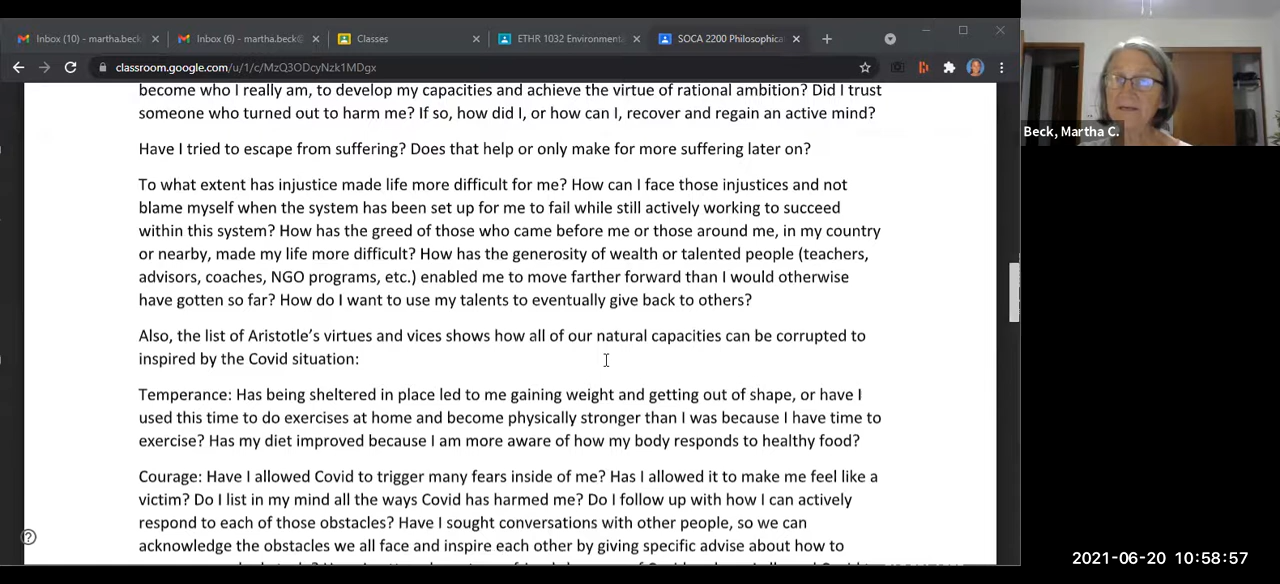 Inbox (10) - martha.beck
Inbox (6) - martha.beck@
Classes
ETHR 1032 Environment
SOCA 2200 Philosophica
classroom.google.com/u/1/c/MzQ3ODcyNzk1MDgx
become who I really am, to develop my capacities and achieve the virtue of rational ambition? Did I trust
someone who turned out to harm me? If so, how did I, or how can I, recover and regain an active mind?
Have I tried to escape from suffering? Does that help or only make for more suffering later on?
To what extent has injustice made life more difficult for me? How can I face those injustices and not
blame myself when the system has been set up for me to fail while still actively working to succeed
within this system? How has the greed of those who came before me or those around me, in my country
or nearby, made my life more difficult? How has the generosity of wealth or talented people (teachers,
advisors, coaches, NGO programs, etc.) enabled me to move farther forward than I would otherwise
have gotten so far? How do I want to use my talents to eventually give back to others?
Also, the list of Aristotle’s virtues and vices shows how all of our natural capacities can be corrupted to
inspired by the Covid situation:
Temperance: Has being sheltered in place led to me gaining weight and getting out of shape, or have I
used this time to do exercises at home and become physically stronger than I was because I have time to
exercise? Has my diet improved because I am more aware of how my body responds to healthy food?
Courage: Have I allowed Covid to trigger many fears inside of me? Has I allowed it to make me feel like a
victim? Do I list in my mind all the ways Covid has harmed me? Do I follow up with how I can actively
respond to each of those obstacles? Have I sought conversations with other people, so we can
acknowledge the obstacles we all face and inspire each other by giving specific advise about how to
Beck, Martha C.
2021-06-20 10:58:57